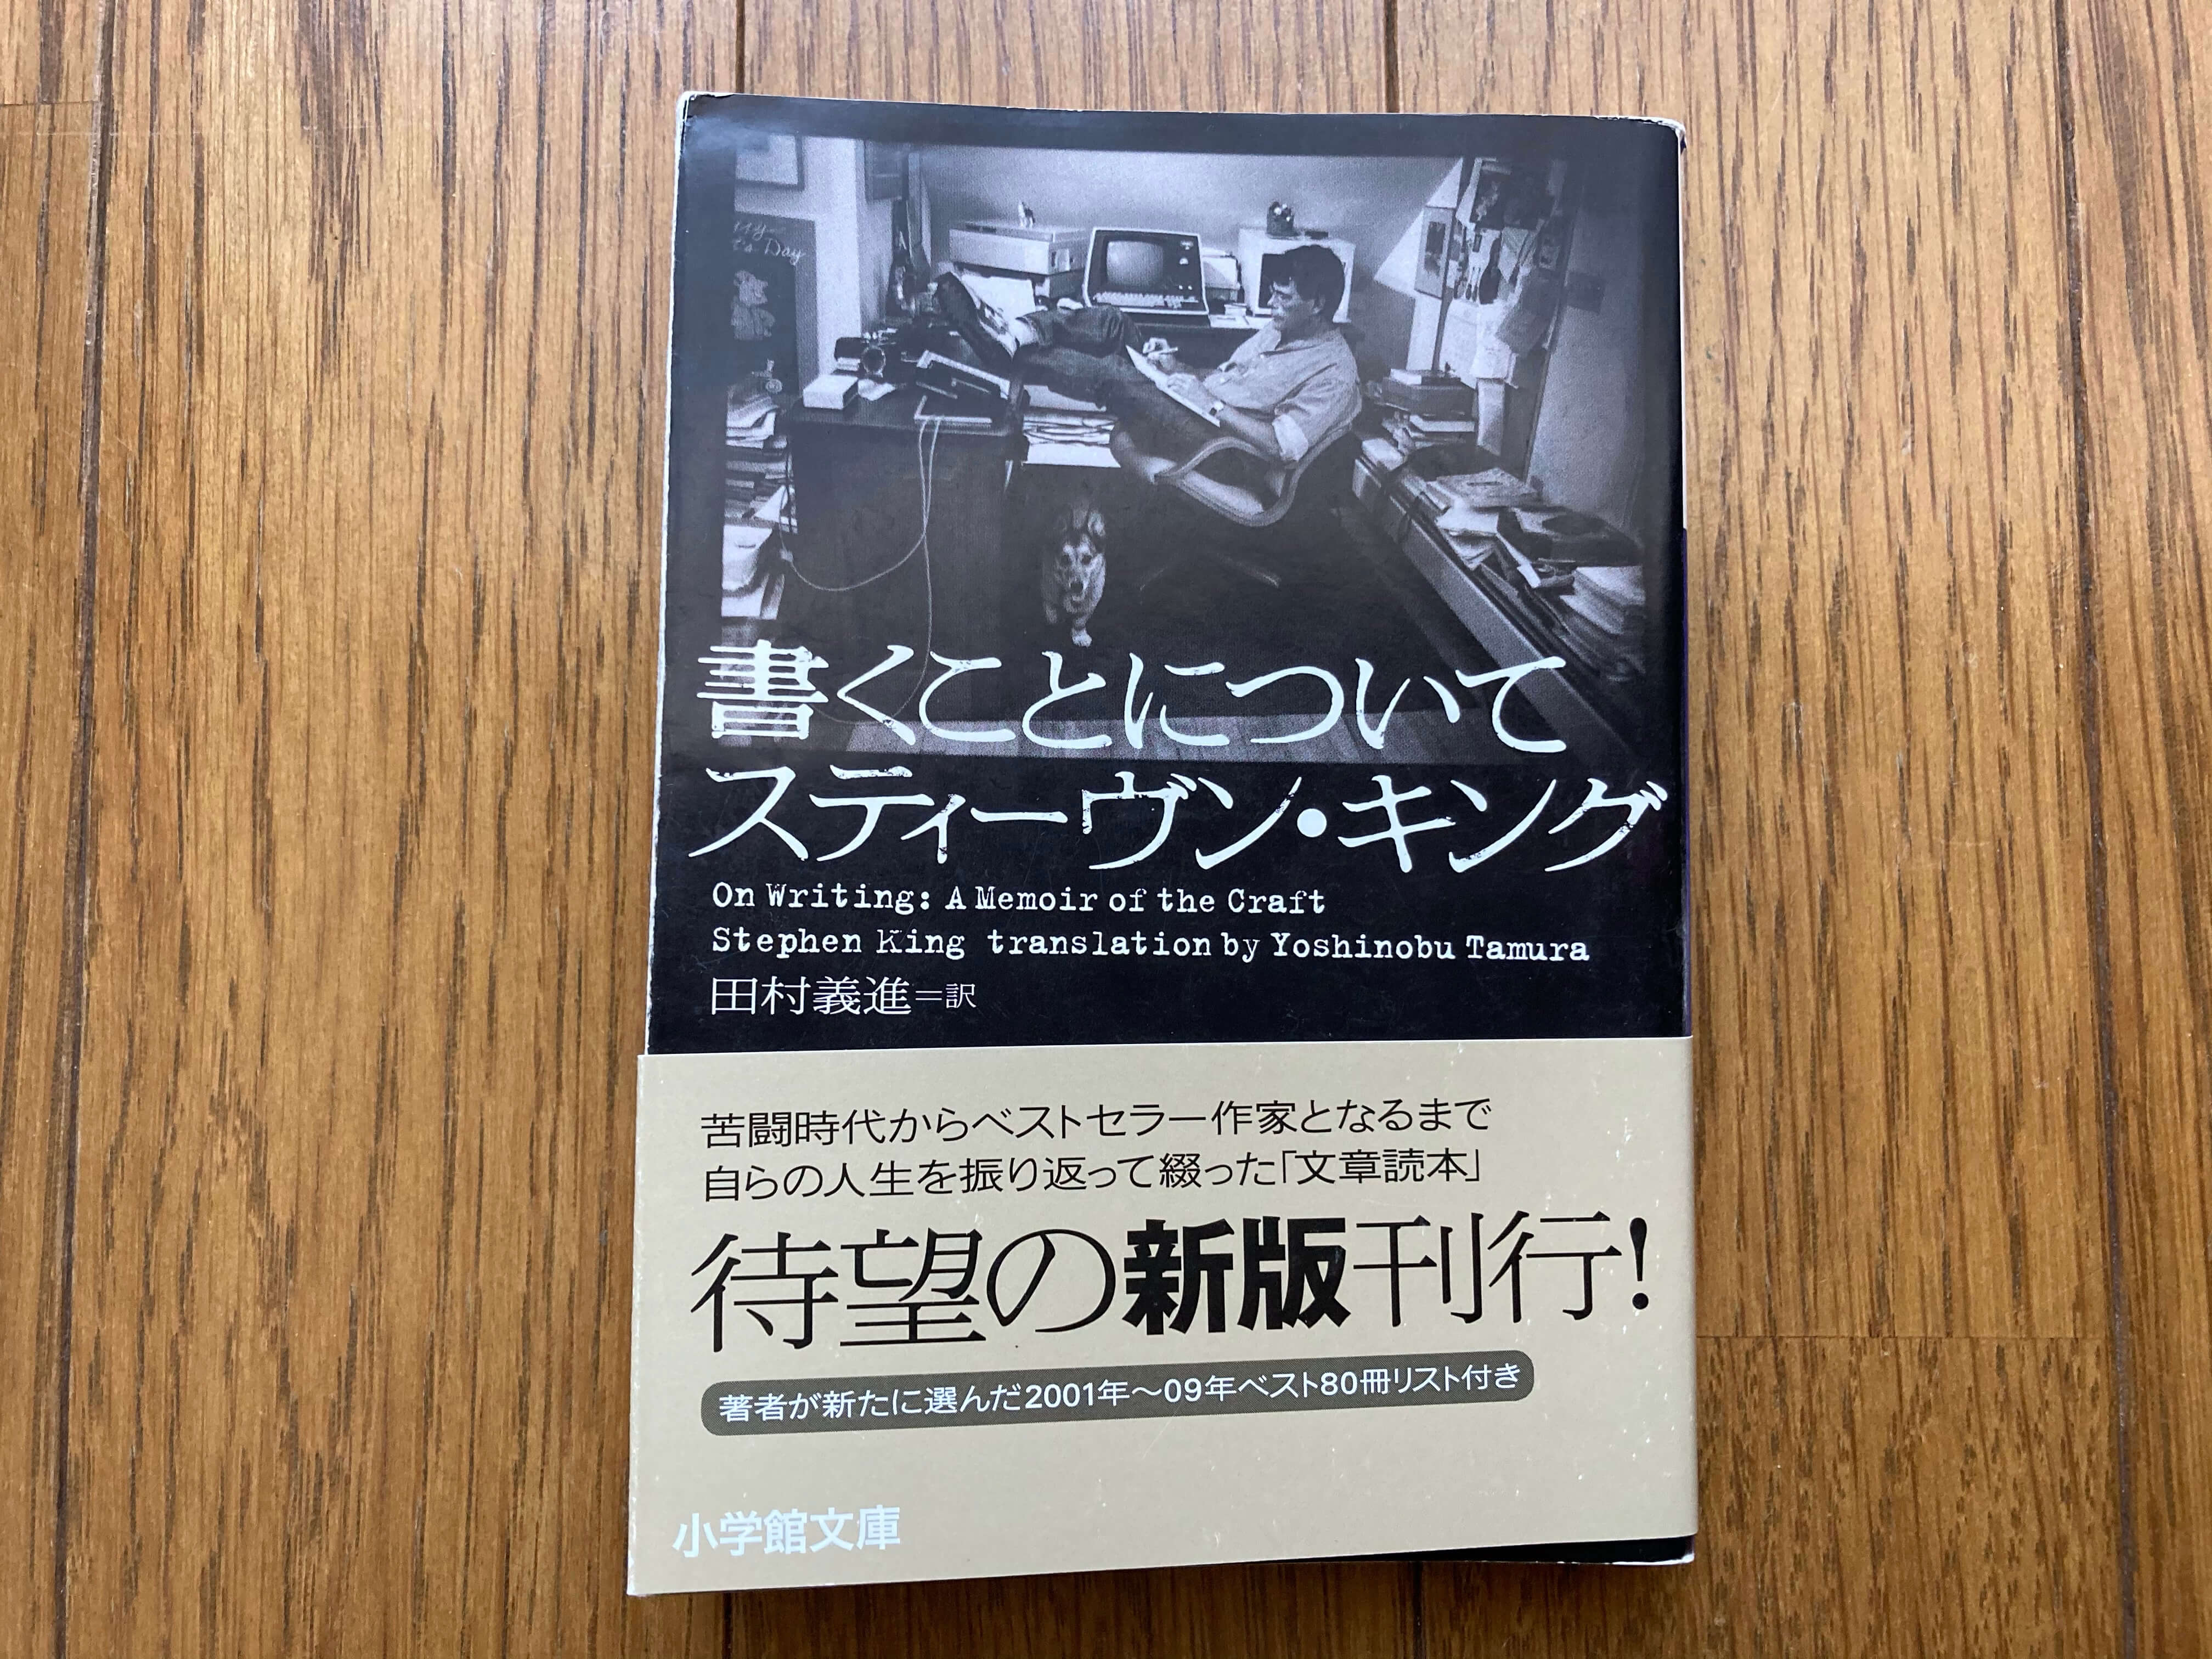 書くことについて
スティーヴン・キング
On Writing: A Memoir of the Craft
Stephen King translation by Yoshinobu Tamura
田村義進＝訳
苦闘時代からベストセラー作家となるまで
自らの人生を振り返って綴った「文章読本」
待望の新版刊行!
著者が新たに選んだ2001年〜09年ベスト80冊リスト付き
小学館文庫